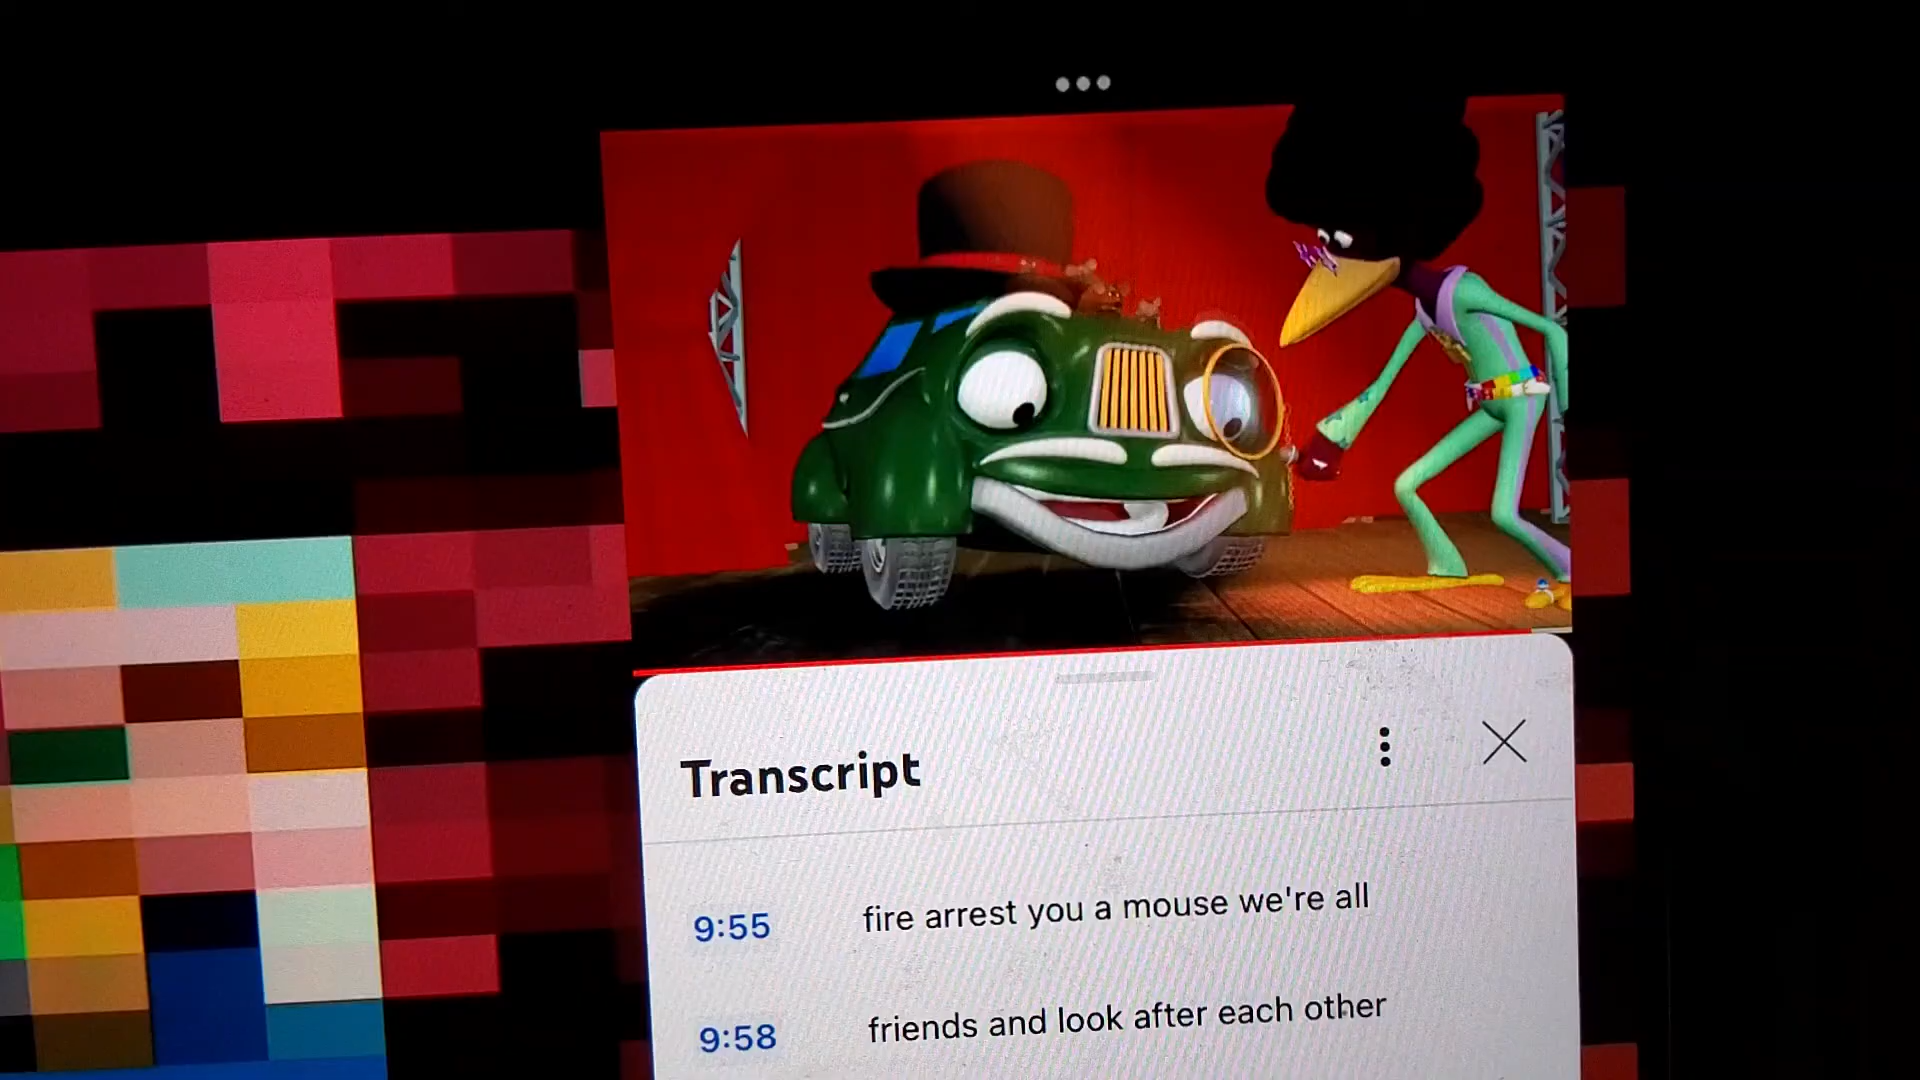 Transcript
9:55 fire arrest you a mouse we're all
9:58 friends and look after each other